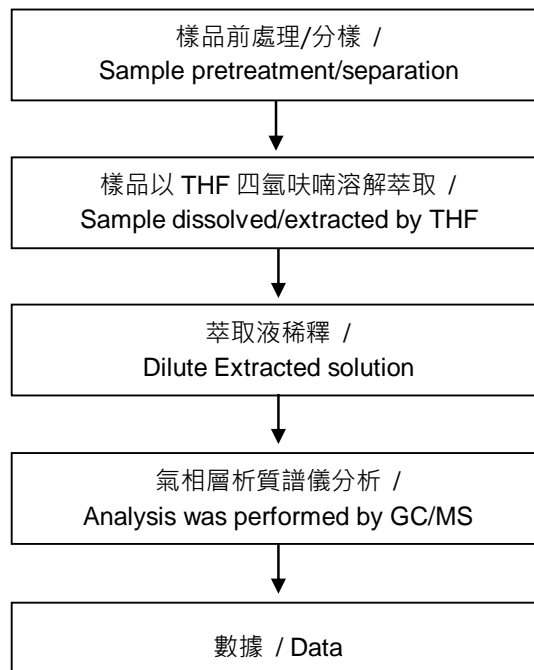 樣品前處理/分樣 /
Sample pretreatment/separation
樣品以 THF 四氫呋喃溶解萃取 /
Sample dissolved/extracted by THF
萃取液稀釋 /
Dilute Extracted solution
氣相層析質譜儀分析 /
Analysis was performed by GC/MS
數據 / Data